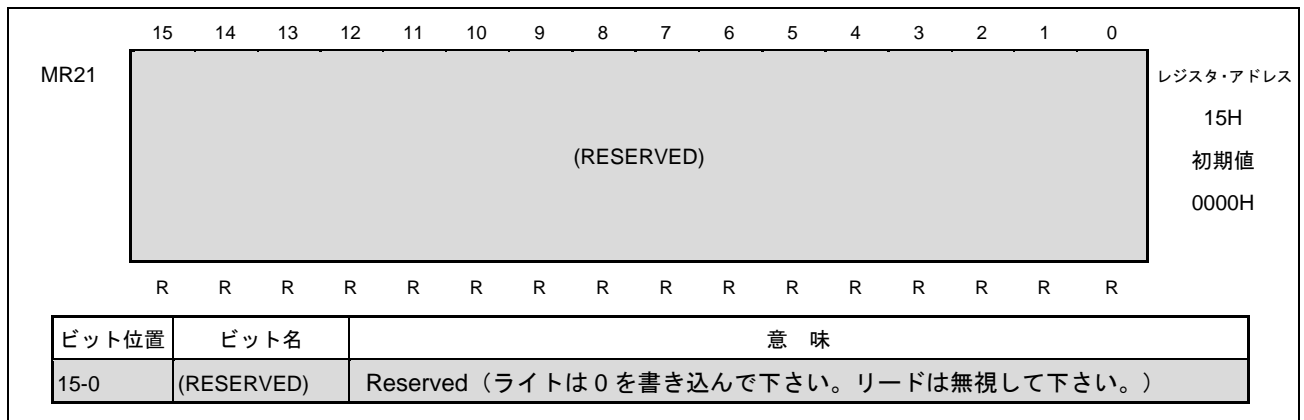 15 14 13 12 11 10 9 8 7 6 5 4 3 2 1 0
MR21
(RESERVED)
レジスタ・アドレス
15H
初期値
0000H
R R R R R R R R R R R R R R R R
ビット位置 ビット名 意 味
15-0 (RESERVED) Reserved（ライトは 0 を書き込んで下さい。リードは無視して下さい。）